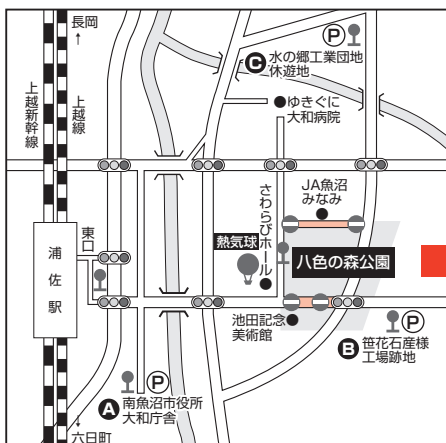 長岡
↑
上越新幹線
上越線
P
C 水の郷工業団地
休遊地
ゆきぐに
大和病院
JA魚沼
みなみ
さわらびホール
熱気球
八色の森公園
東口
浦佐駅
池田記念
美術館
P
B 笹花石産様
工場跡地
P
A 南魚沼市役所
大和庁舎
↓
六日町